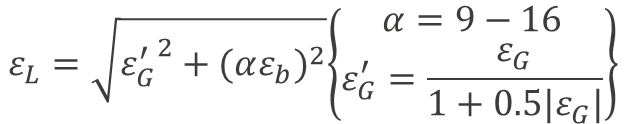 ε_L = √(ε′_G² + (αε_b)²) { α = 9 − 16
ε′_G = ε_G / (1 + 0.5|ε_G|) }